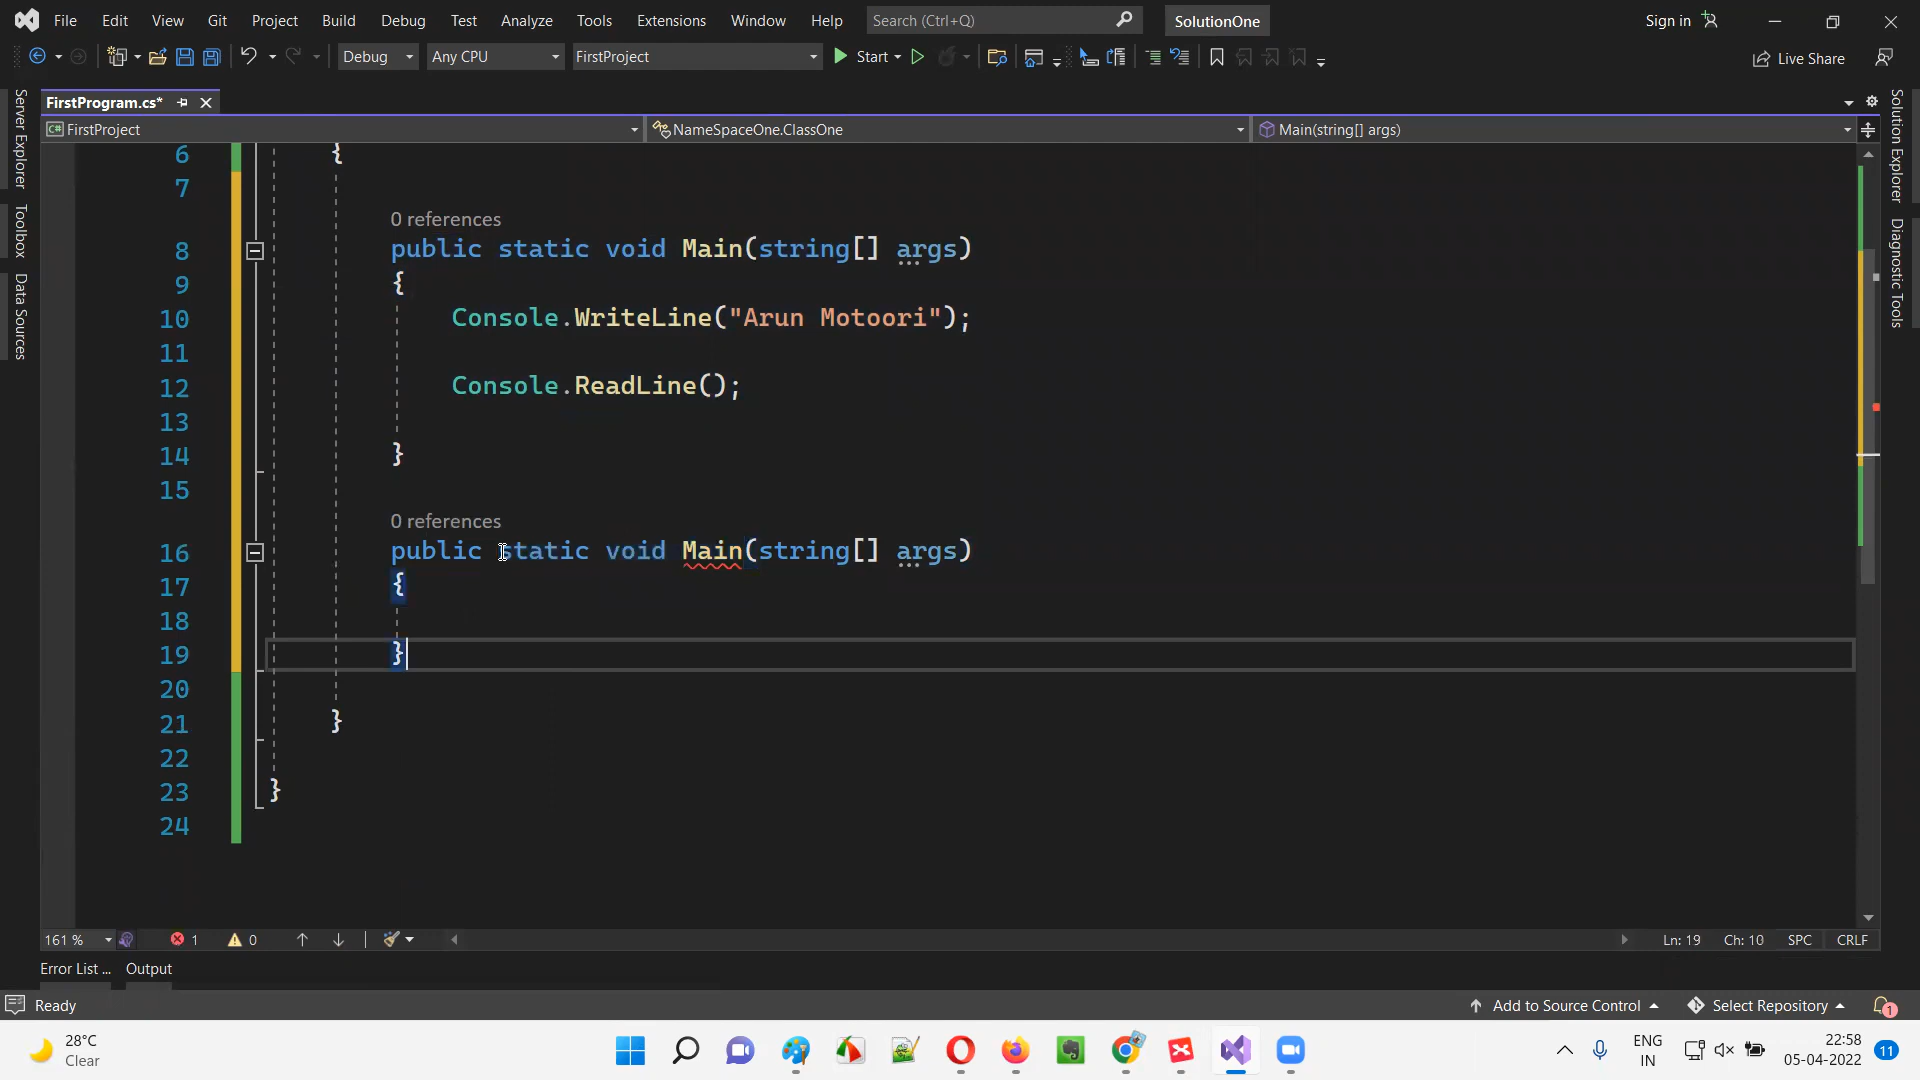 File Edit View Git Project Build Debug Test Analyze Tools Extensions Window Help Search (Ctrl+Q) SolutionOne Sign in
Debug Any CPU FirstProject Start Live Share
FirstProgram.cs*
FirstProject NameSpaceOne.ClassOne Main(string[] args)
Server Explorer
Toolbox
Data Sources
Solution Explorer
Diagnostic Tools
6 {
7
0 references
8 public static void Main(string[] args)
9 {
10 Console.WriteLine("Arun Motoori");
11
12 Console.ReadLine();
13
14 }
15
0 references
16 public static void Main(string[] args)
17 {
18
19 }
20
21 }
22
23 }
24
161 % 1 0 Ln: 19 Ch: 10 SPC CRLF
Error List ... Output
Ready Add to Source Control Select Repository 1
28°C
Clear
ENG
IN
22:58
05-04-2022
11